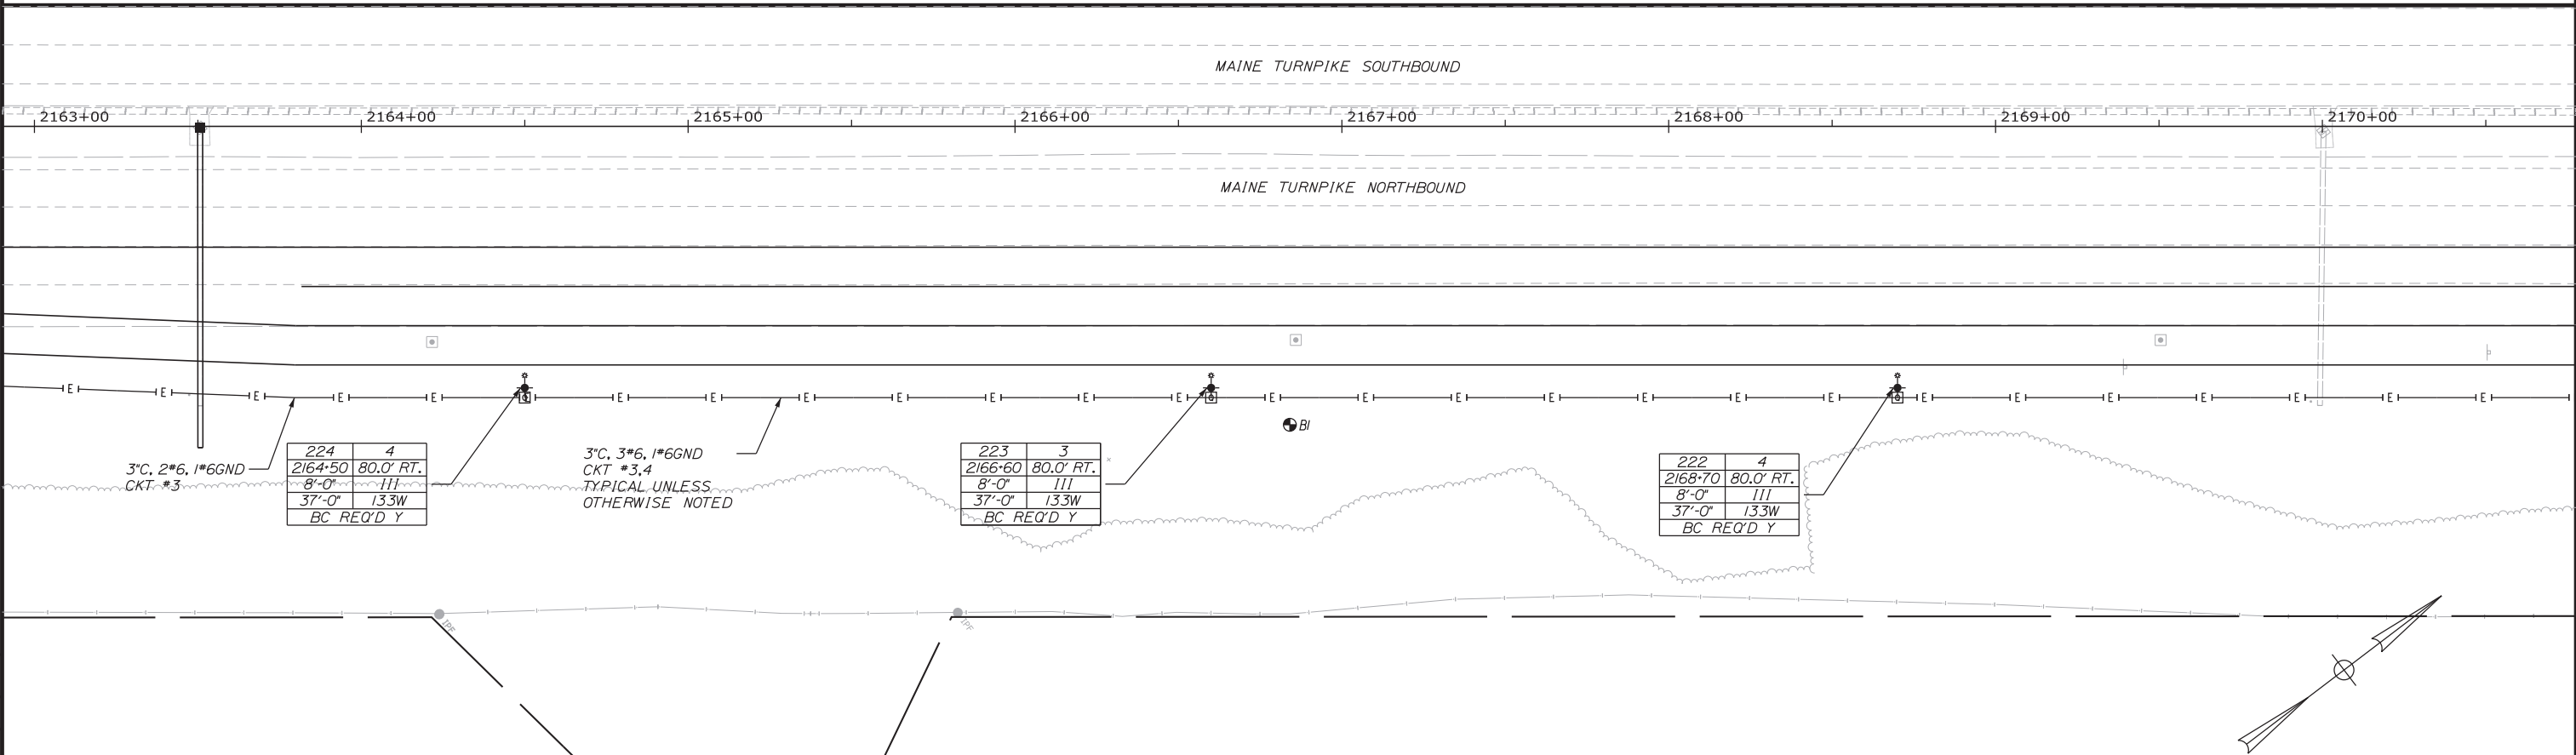 MAINE TURNPIKE SOUTHBOUND
2163+00 2164+00 2165+00 2166+00 2167+00 2168+00 2169+00 2170+00
MAINE TURNPIKE NORTHBOUND
E E E E E E E E E E E E E E E E E E E E E E E E E E
B1
3"C, 2#6, 1#6GND
CKT #3
224 4
2164+50 80.0' RT.
8'-0" III
37'-0" 133W
BC REQ'D Y
3"C, 3#6, 1#6GND
CKT #3,4
TYPICAL UNLESS
OTHERWISE NOTED
223 3
2166+60 80.0' RT.
8'-0" III
37'-0" 133W
BC REQ'D Y
222 4
2168+70 80.0' RT.
8'-0" III
37'-0" 133W
BC REQ'D Y
IPF
IPF